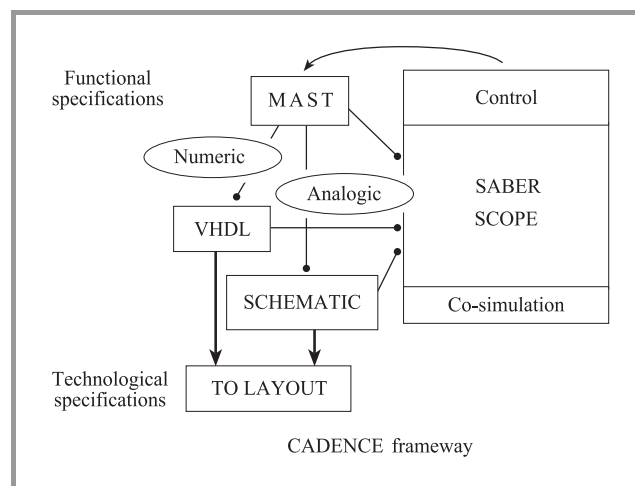 Functional
specifications
MAST
Control
Numeric
Analogic
SABER
SCOPE
VHDL
SCHEMATIC
Co-simulation
Technological
specifications
TO LAYOUT
CADENCE frameway